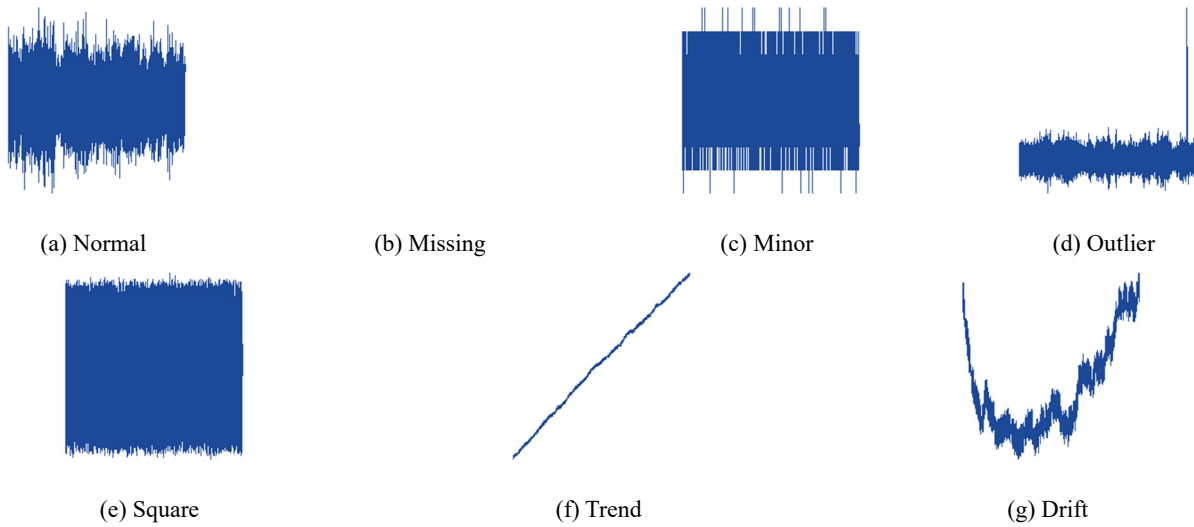 (a) Normal
(b) Missing
(c) Minor
(d) Outlier
(e) Square
(f) Trend
(g) Drift